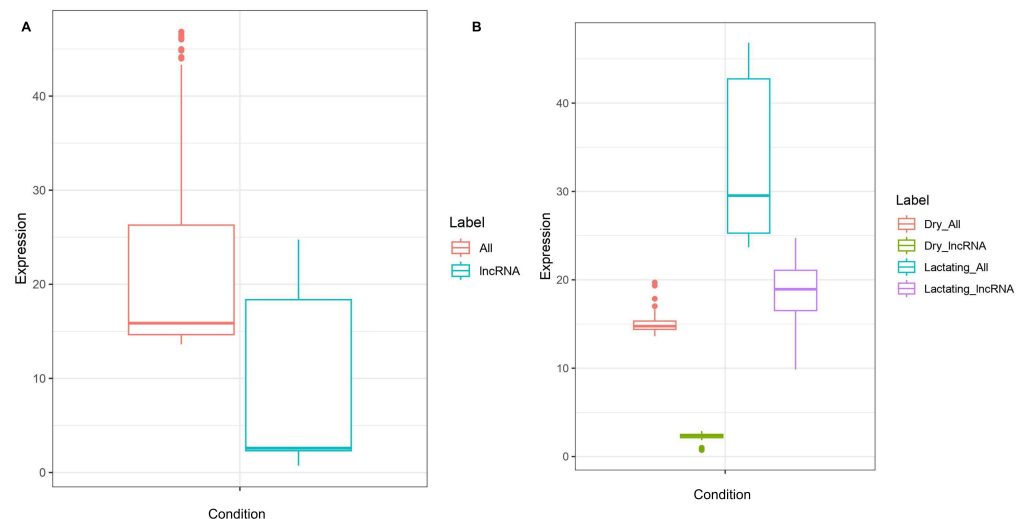 A
Expression
40
30
20
10
0
Condition
Label
All
lncRNA
B
Expression
40
30
20
10
0
Condition
Label
Dry_All
Dry_lncRNA
Lactating_All
Lactating_lncRNA